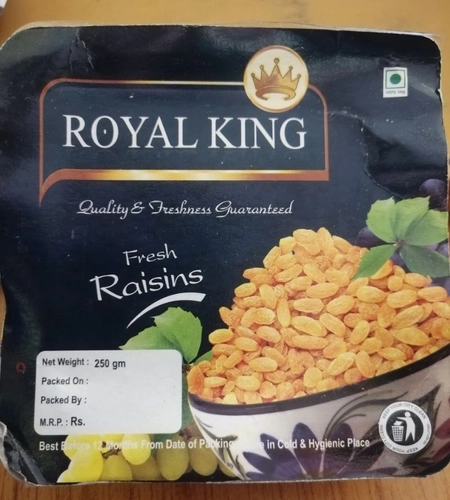 ROYAL KING
Quality & Freshness Guaranteed
Fresh
Raisins
Net Weight : 250 gm
Packed On :
Packed By :
M.R.P. : Rs.
Best Before 12 Months From Date of Packing in Cold & Hygienic Place